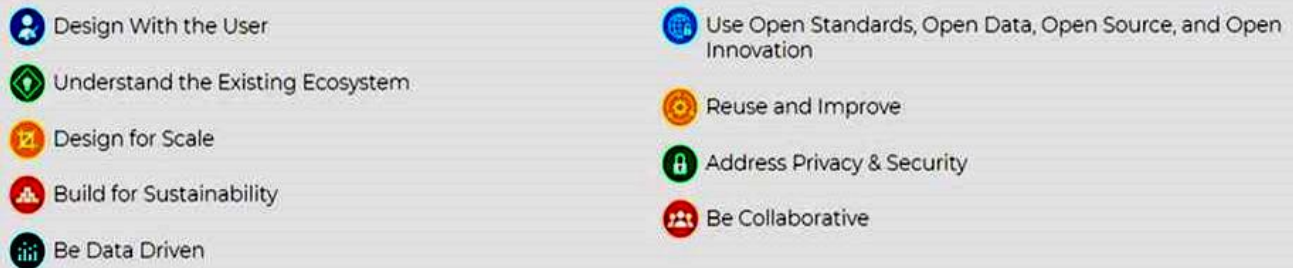 Design With the User
Understand the Existing Ecosystem
Design for Scale
Build for Sustainability
Be Data Driven
Use Open Standards, Open Data, Open Source, and Open
Innovation
Reuse and Improve
Address Privacy & Security
Be Collaborative